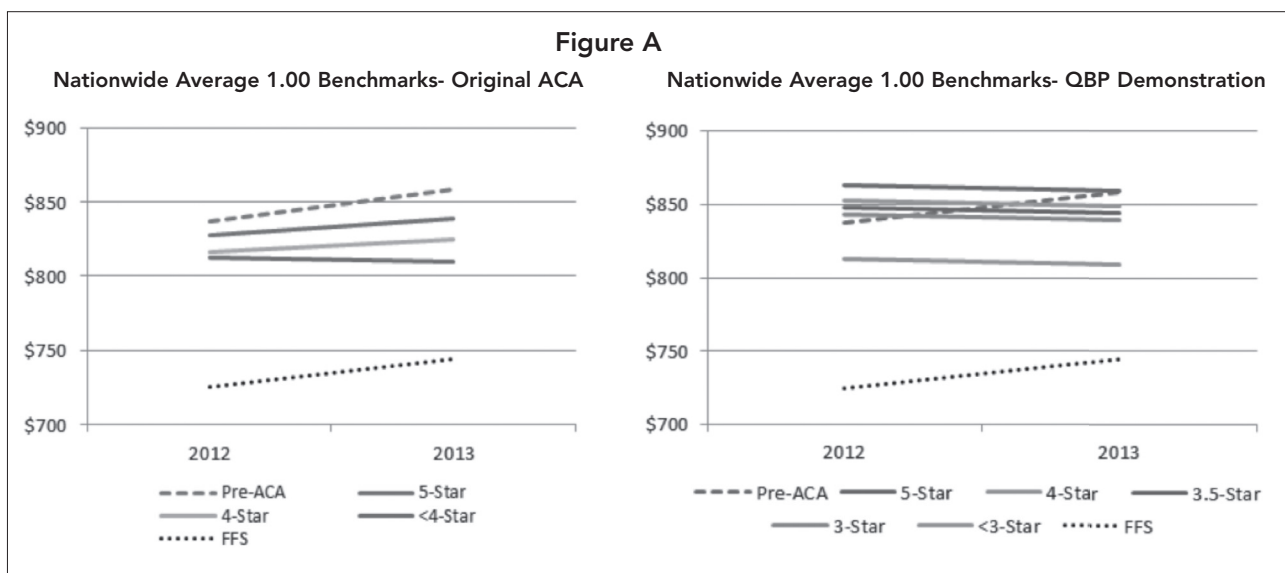 Figure A
Nationwide Average 1.00 Benchmarks- Original ACA
$900
$850
$800
$750
$700
2012 2013
Pre-ACA 5-Star
4-Star <4-Star
FFS
Nationwide Average 1.00 Benchmarks- QBP Demonstration
$900
$850
$800
$750
$700
2012 2013
Pre-ACA 5-Star 4-Star 3.5-Star
3-Star <3-Star FFS